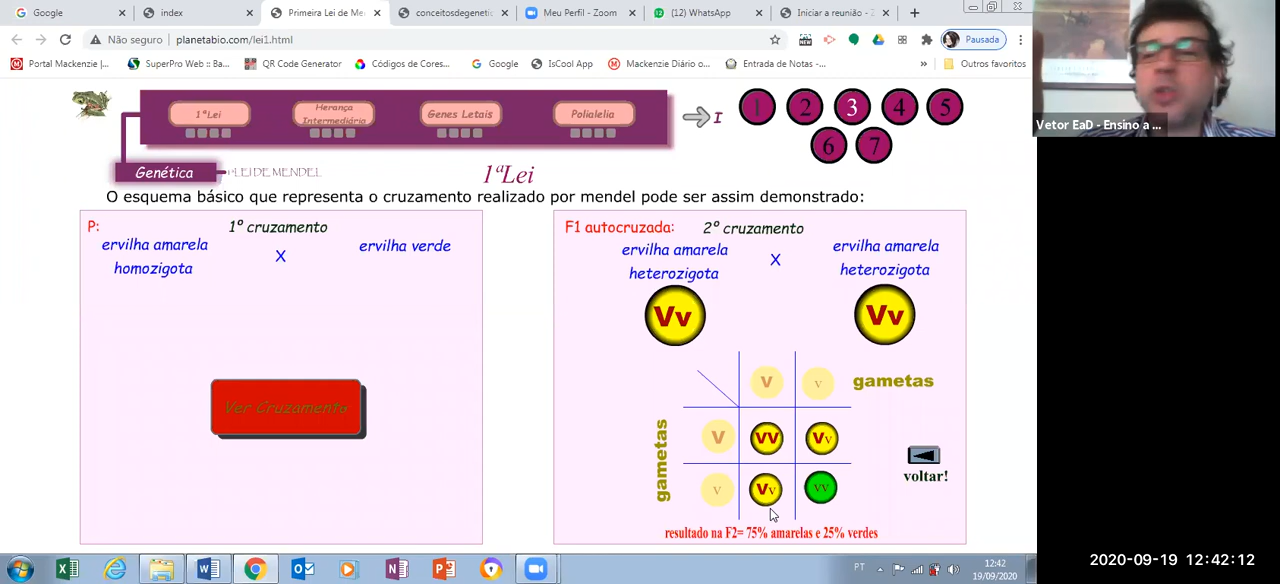 Google
index
Primeira Lei de Me
conceitosdegenetic
Meu Perfil - Zoom
(12) WhatsApp
Iniciar a reunião - Z
Não seguro
planetabio.com/lei1.html
Pausada
Portal Mackenzie |...
SuperPro Web :: Ba...
QR Code Generator
Códigos de Cores...
Google
IsCool App
Mackenzie Diário o...
Entrada de Notas -...
»
Outros favoritos
Vetor EaD - Ensino a ...
1ªLei
Herança Intermediário
Genes Letais
Polialelia
I
1
2
3
4
5
6
7
Genética
1ªLEI DE MENDEL
1ªLei
O esquema básico que representa o cruzamento realizado por mendel pode ser assim demonstrado:
P:
1º cruzamento
ervilha amarela
homozigota
X
ervilha verde
Ver Cruzamento
F1 autocruzada:
2º cruzamento
ervilha amarela
heterozigota
X
ervilha amarela
heterozigota
Vv
Vv
V
v
gametas
gametas
V
VV
Vv
v
Vv
vv
voltar!
resultado na F2= 75% amarelas e 25% verdes
PT
12:42
19/09/2020
2020-09-19 12:42:12